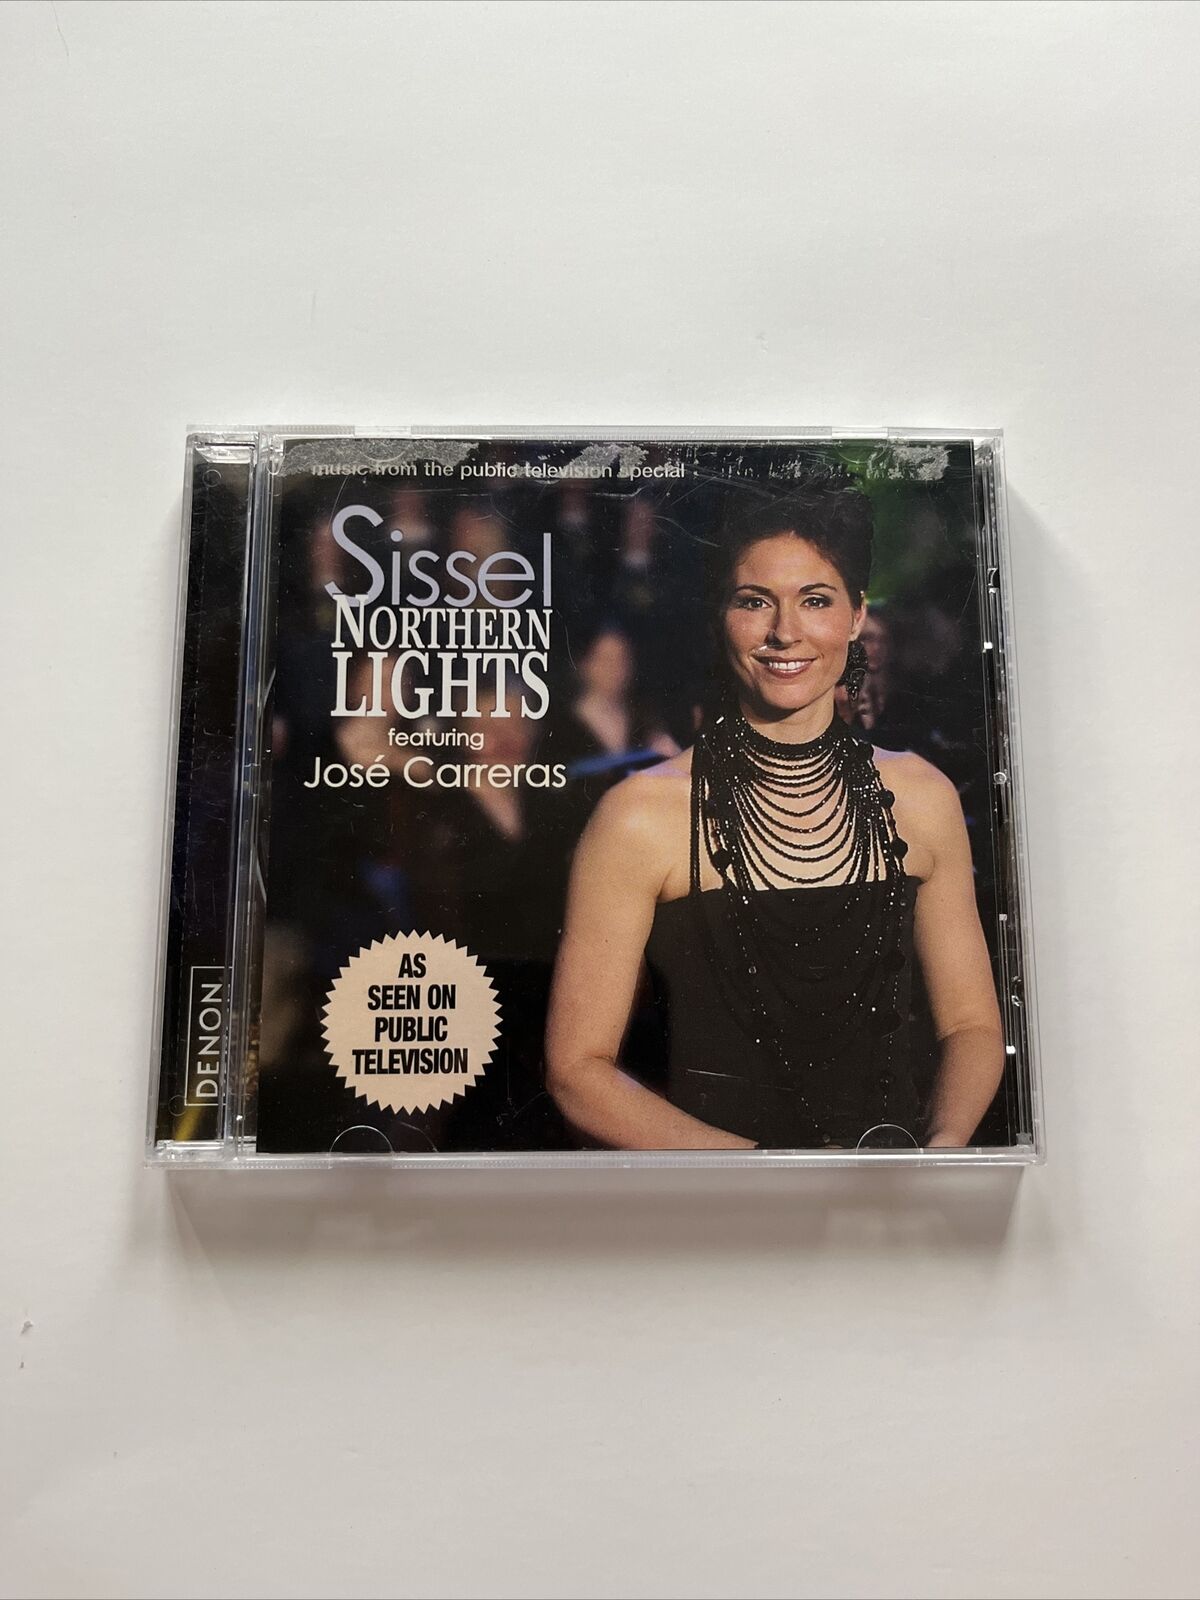 music from the public television special
Sissel
NORTHERN
LIGHTS
featuring
José Carreras
AS
SEEN ON
PUBLIC
TELEVISION
DENON